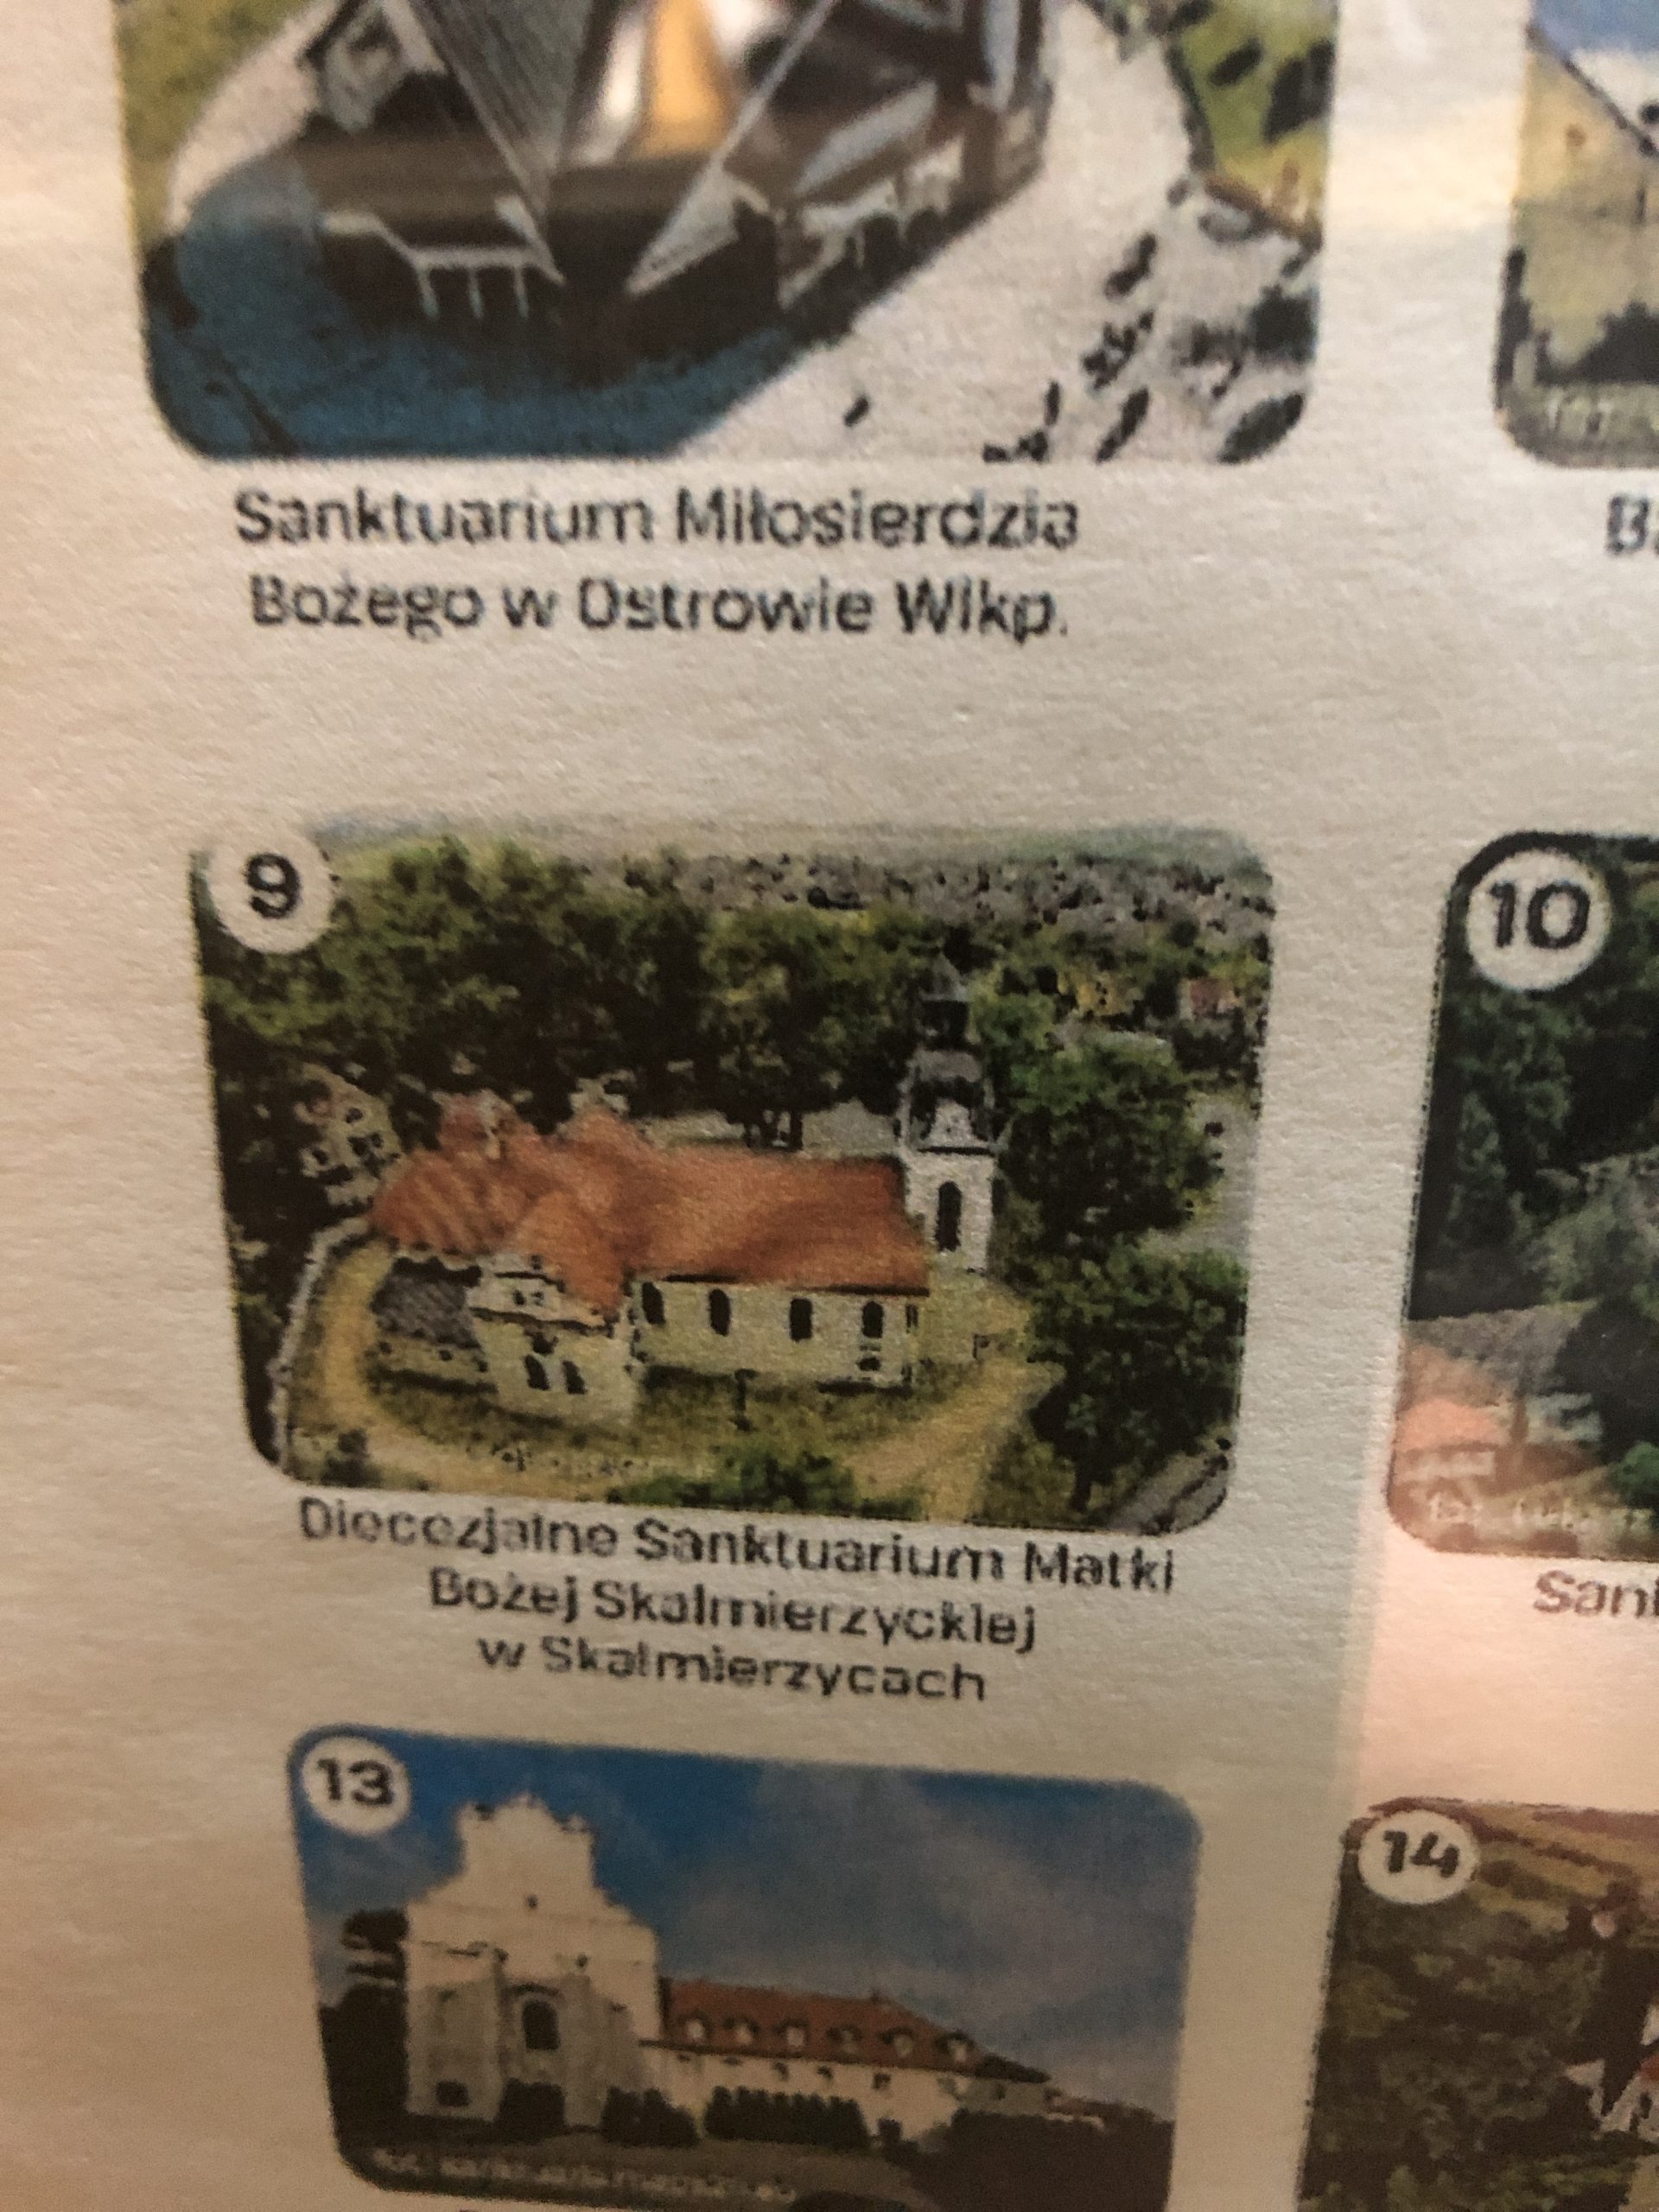 Sanktuarium Miłosierdzia
Bożego w Ostrowie Wlkp.
9
10
Diecezjalne Sanktuarium Matki
Bożej Skalmierzyckiej
w Skalmierzycach
13
14